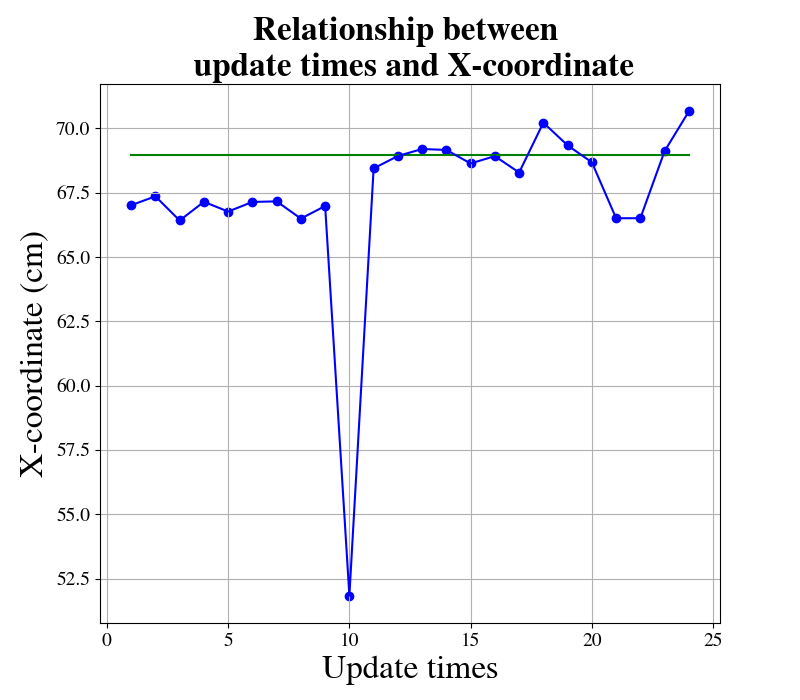 Relationship between
update times and X-coordinate
X-coordinate (cm)
70.0
67.5
65.0
62.5
60.0
57.5
55.0
52.5
0 5 10 15 20 25
Update times